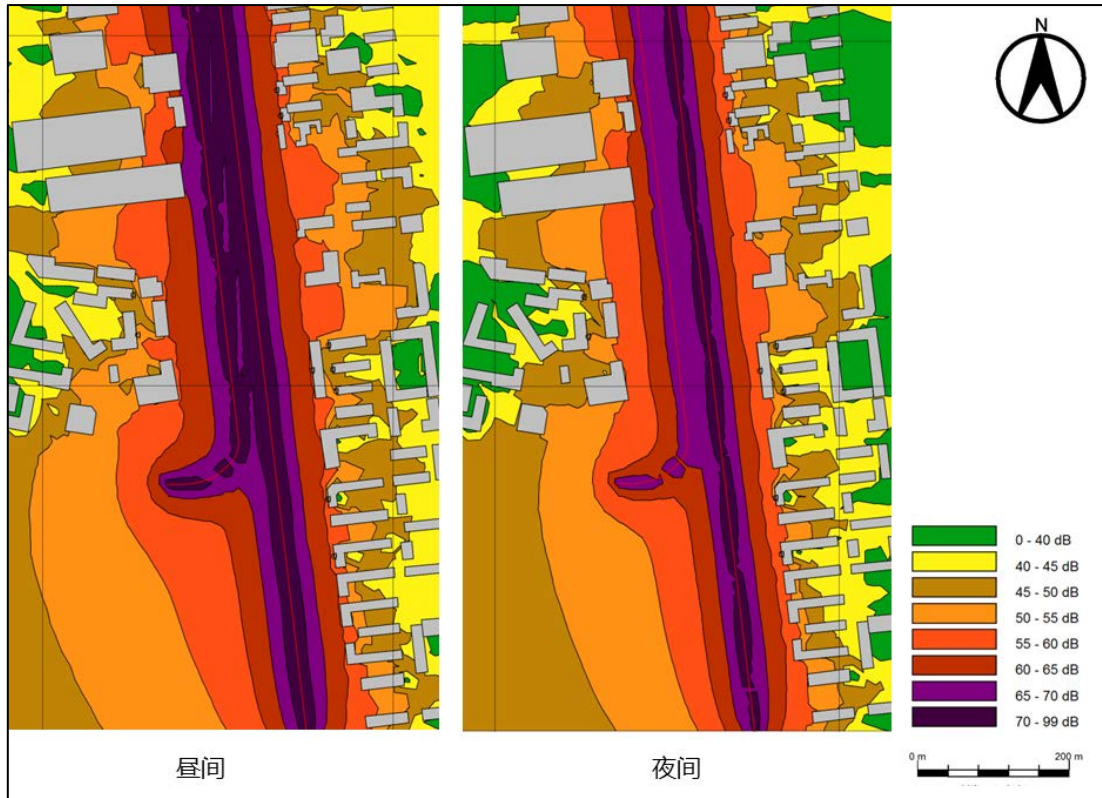 N
0 - 40 dB
40 - 45 dB
45 - 50 dB
50 - 55 dB
55 - 60 dB
60 - 65 dB
65 - 70 dB
70 - 99 dB
0 m
200 m
昼间
夜间